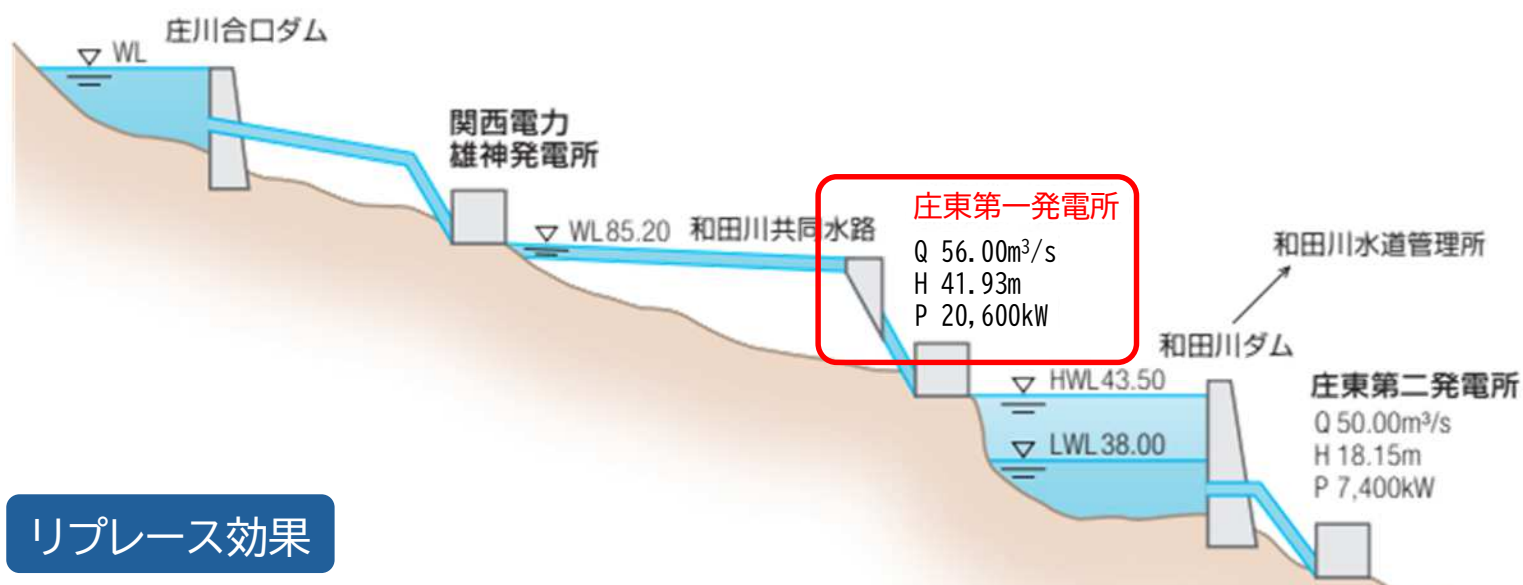 庄川合口ダム
WL
関西電力
雄神発電所
WL85.20
和田川共同水路
庄東第一発電所
Q 56.00m³/s
H 41.93m
P 20,600kW
和田川水道管理所
和田川ダム
HWL43.50
LWL38.00
庄東第二発電所
Q 50.00m³/s
H 18.15m
P 7,400kW
リプレース効果